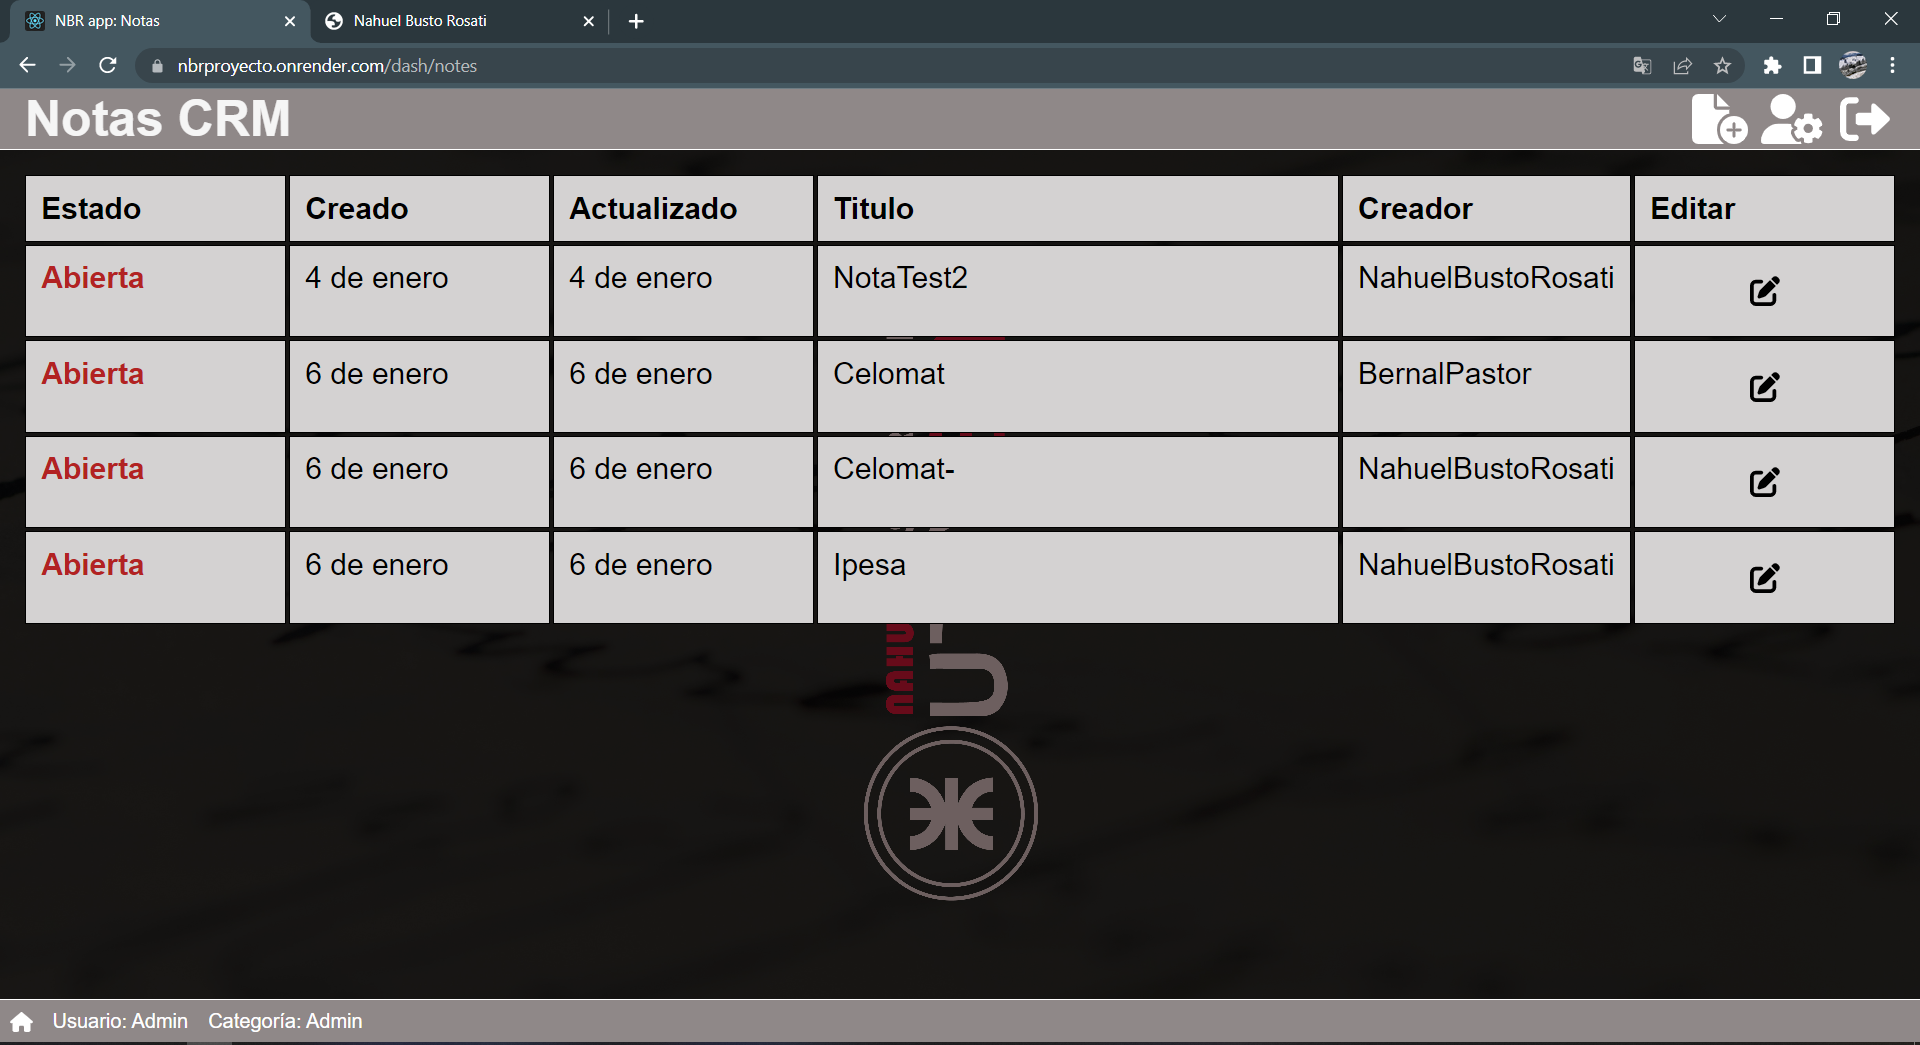 NBR app: Notas
Nahuel Busto Rosati
nbrproyecto.onrender.com/dash/notes
Notas CRM
Estado Creado Actualizado Titulo Creador Editar
Abierta 4 de enero 4 de enero NotaTest2 NahuelBustoRosati
Abierta 6 de enero 6 de enero Celomat BernalPastor
Abierta 6 de enero 6 de enero Celomat- NahuelBustoRosati
Abierta 6 de enero 6 de enero Ipesa NahuelBustoRosati
Usuario: Admin Categoría: Admin